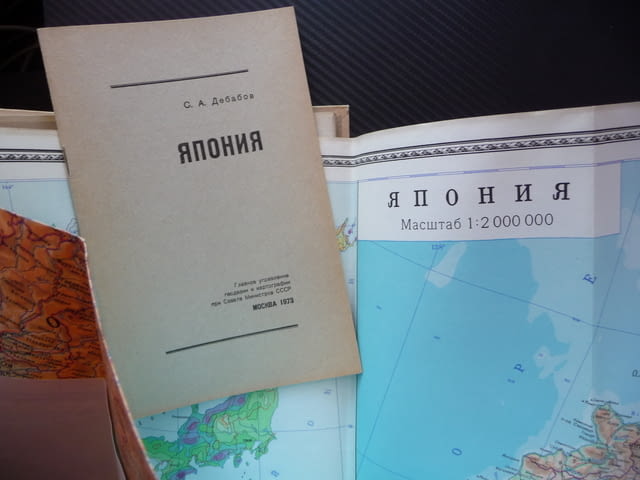 С. А. Дебабов
ЯПОНИЯ
Главное управление
геодезии и картографии
при Совете Министров СССР
МОСКВА 1973
ЯПОНИЯ
Масштаб 1:2 000 000